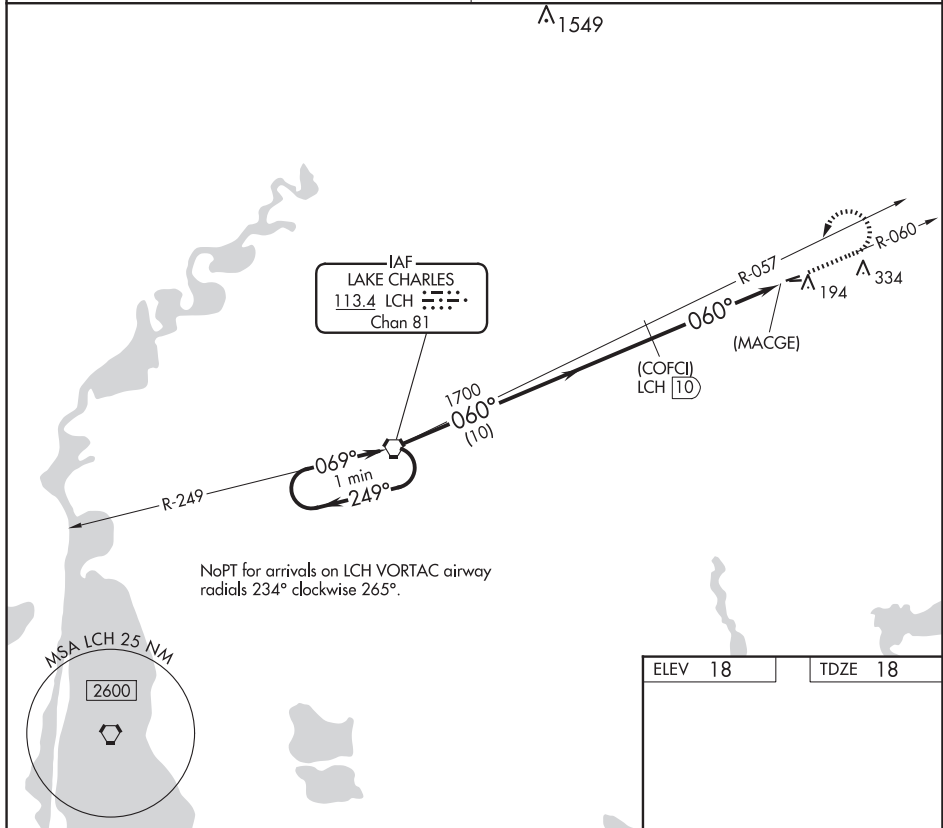 1549
IAF
LAKE CHARLES
113.4 LCH
Chan 81
R-057
R-060
334
194
060°
(MACGE)
(COFCI)
LCH 10
1700
060°
(10)
069°
1 min
249°
R-249
NoPT for arrivals on LCH VORTAC airway
radials 234° clockwise 265°.
MSA LCH 25 NM
2600
ELEV 18
TDZE 18